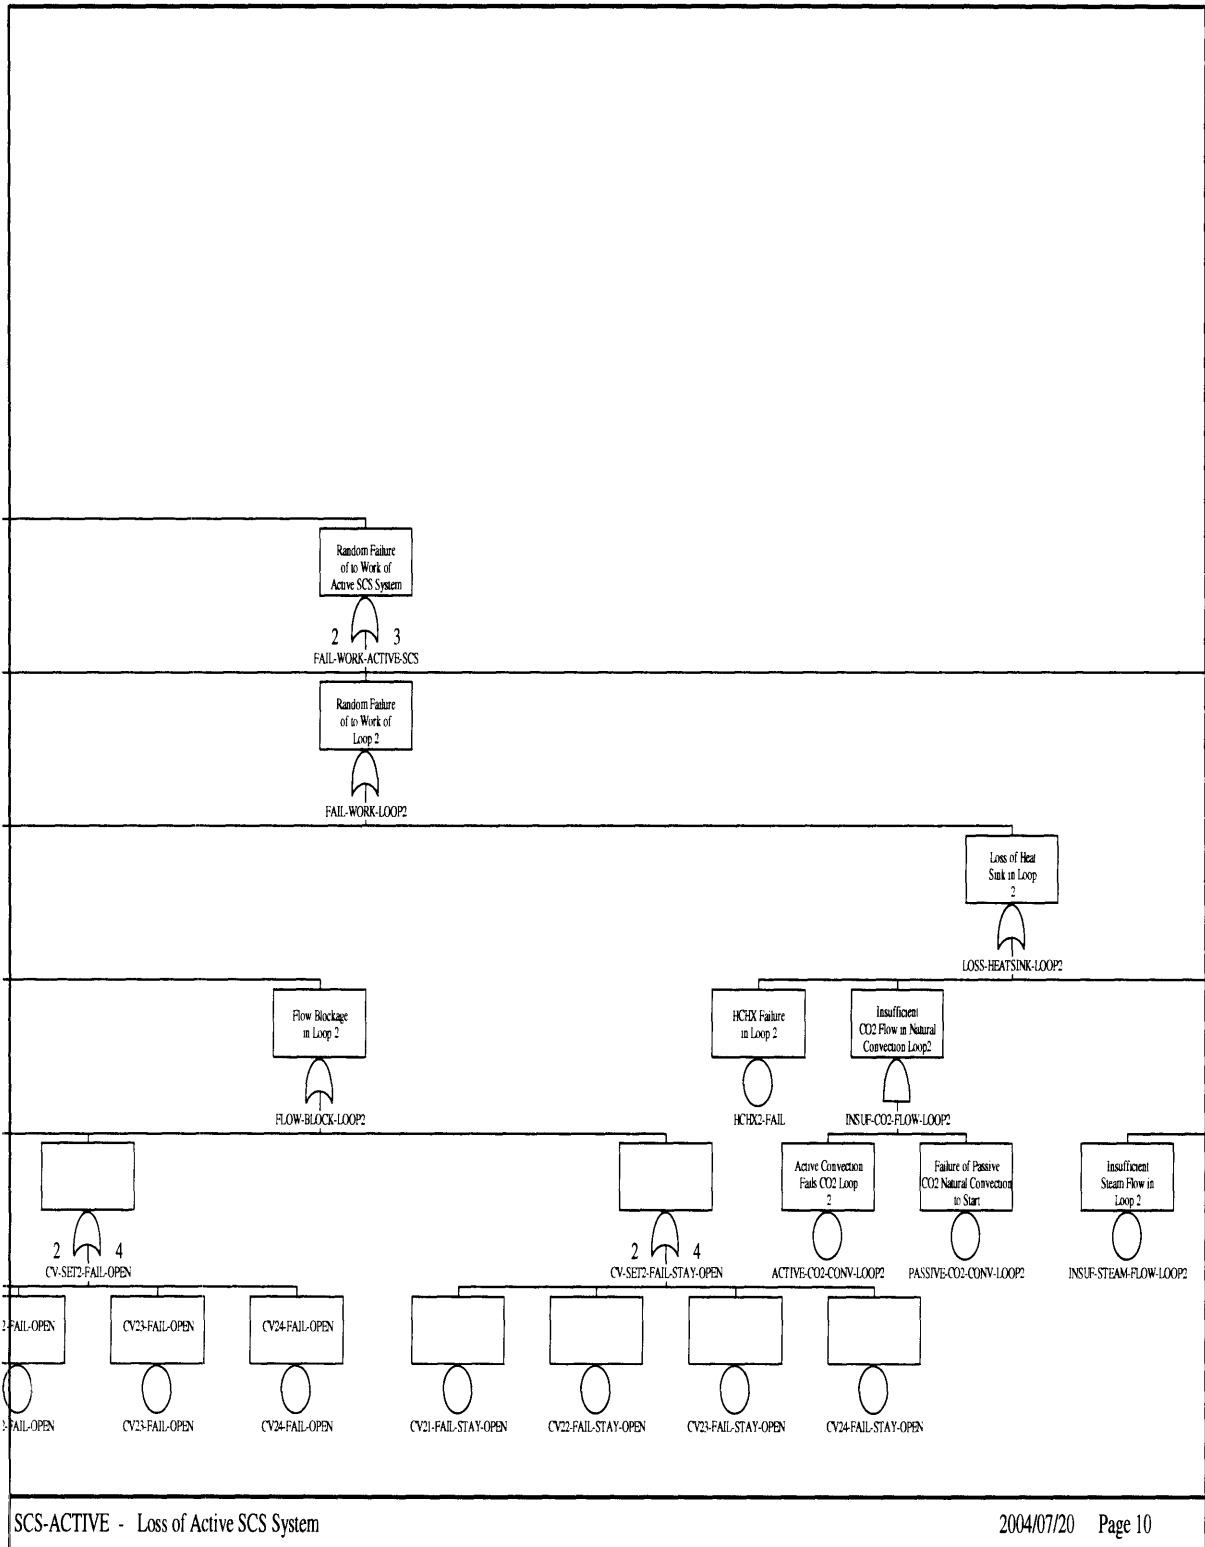 Random Failure
of to Work of
Active SCS System
2 3
FAIL-WORK-ACTIVE-SCS
Random Failure
of to Work of
Loop 2
FAIL-WORK-LOOP2
Loss of Heat
Sink in Loop
2
LOSS-HEATSINK-LOOP2
Flow Blockage
in Loop 2
FLOW-BLOCK-LOOP2
HCHX Failure
in Loop 2
HCHX2-FAIL
Insufficient
CO2 Flow in Natural
Convection Loop2
INSUF-CO2-FLOW-LOOP2
2 4
CV-SET2-FAIL-OPEN
2 4
CV-SET2-FAIL-STAY-OPEN
Active Convection
Fails CO2 Loop
2
ACTIVE-CO2-CONV-LOOP2
Failure of Passive
CO2 Natural Convection
to Start
PASSIVE-CO2-CONV-LOOP2
Insufficient
Steam Flow in
Loop 2
INSUF-STEAM-FLOW-LOOP2
2-FAIL-OPEN
2-FAIL-OPEN
CV23-FAIL-OPEN
CV23-FAIL-OPEN
CV24-FAIL-OPEN
CV24-FAIL-OPEN
CV21-FAIL-STAY-OPEN
CV22-FAIL-STAY-OPEN
CV23-FAIL-STAY-OPEN
CV24-FAIL-STAY-OPEN
SCS-ACTIVE - Loss of Active SCS System
2004/07/20 Page 10